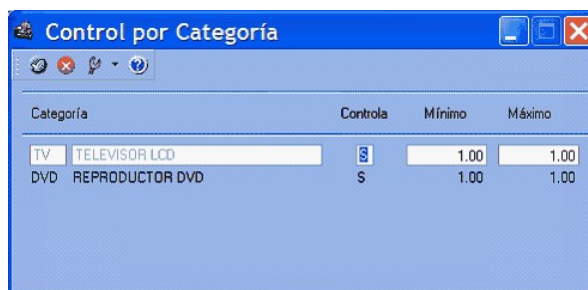 Control por Categoría
Categoría Controla Mínimo Máximo
TV TELEVISOR LCD S 1.00 1.00
DVD REPRODUCTOR DVD S 1.00 1.00